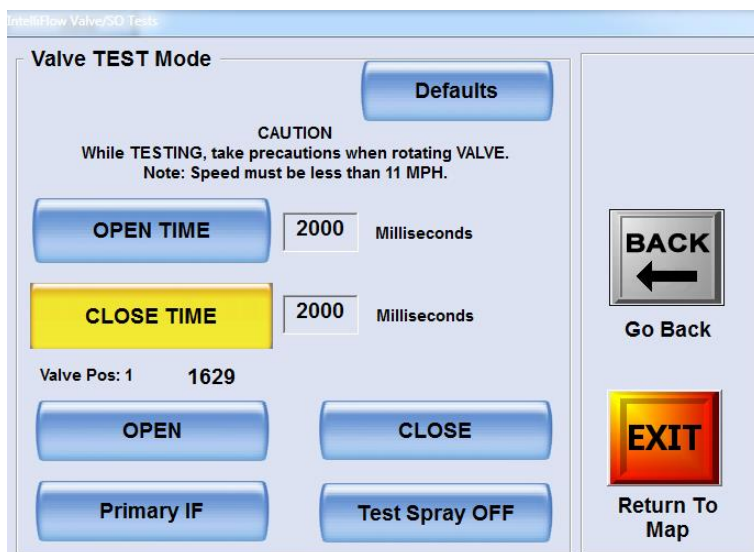 IntelliFlow Valve/SO Tests
Valve TEST Mode
Defaults
CAUTION
While TESTING, take precautions when rotating VALVE.
Note: Speed must be less than 11 MPH.
OPEN TIME 2000 Milliseconds
CLOSE TIME 2000 Milliseconds
Valve Pos: 1 1629
OPEN CLOSE
Primary IF Test Spray OFF
BACK
Go Back
EXIT
Return To
Map